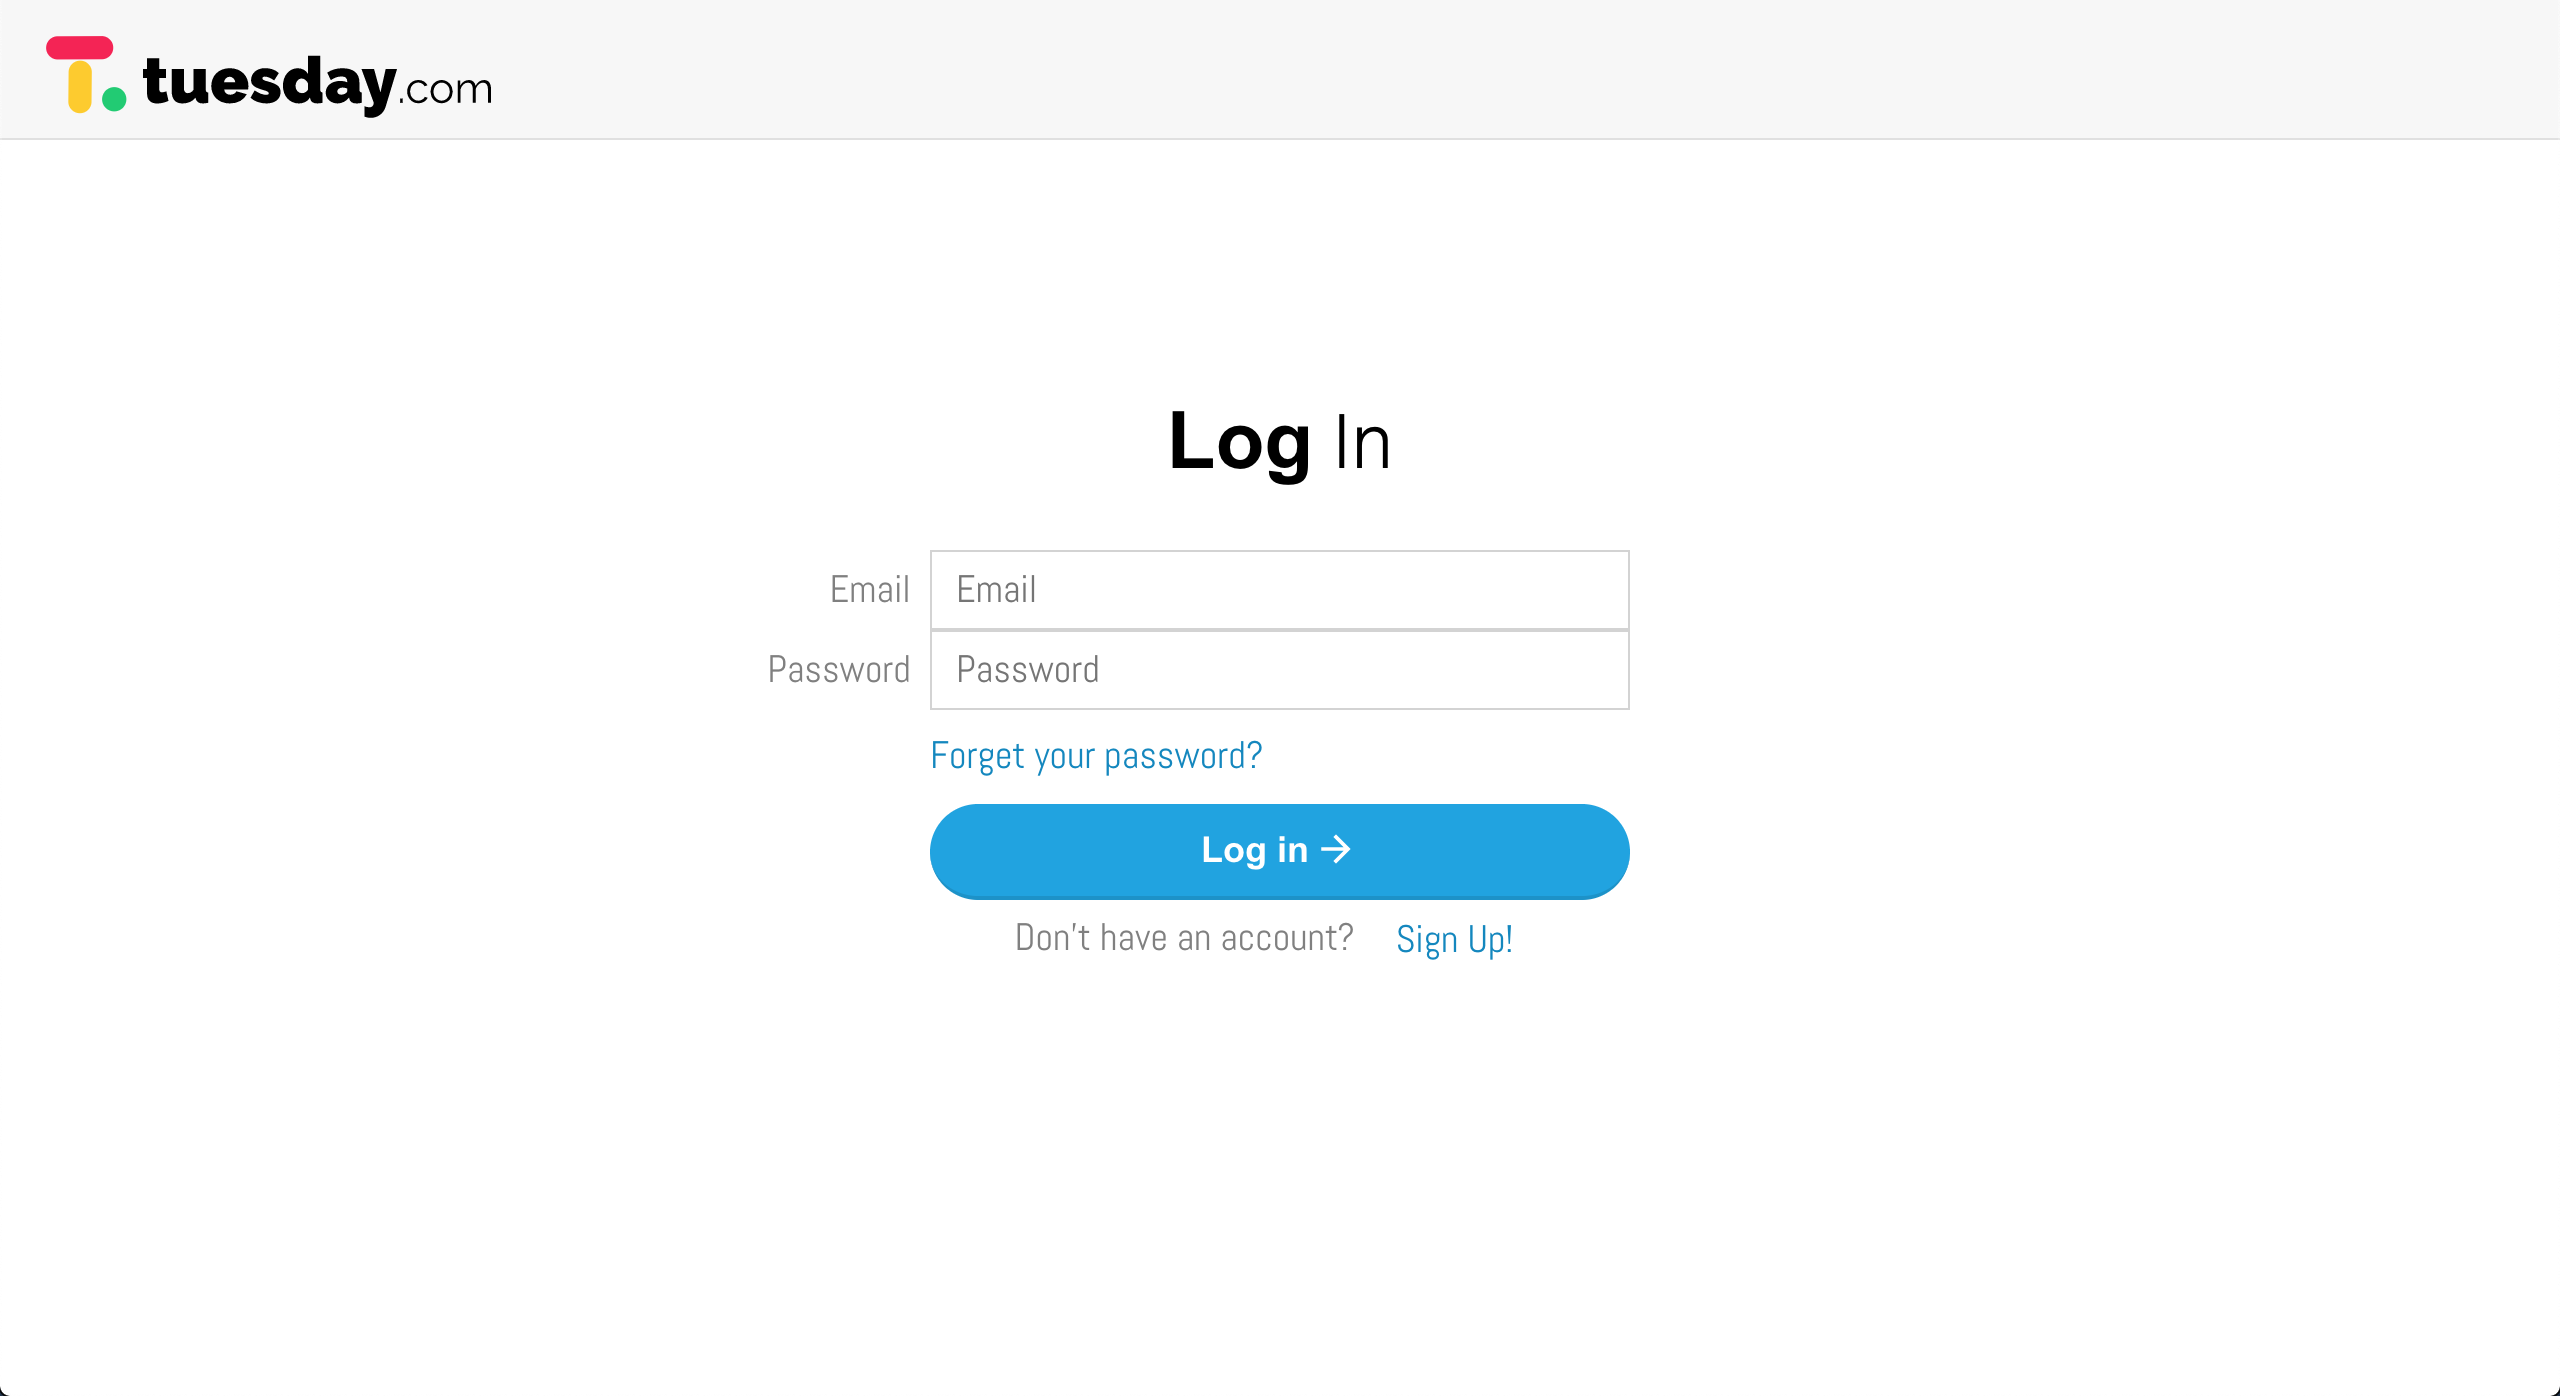 tuesday.com
Log In
Email Email
Password Password
Forget your password?
Log in →
Don't have an account? Sign Up!